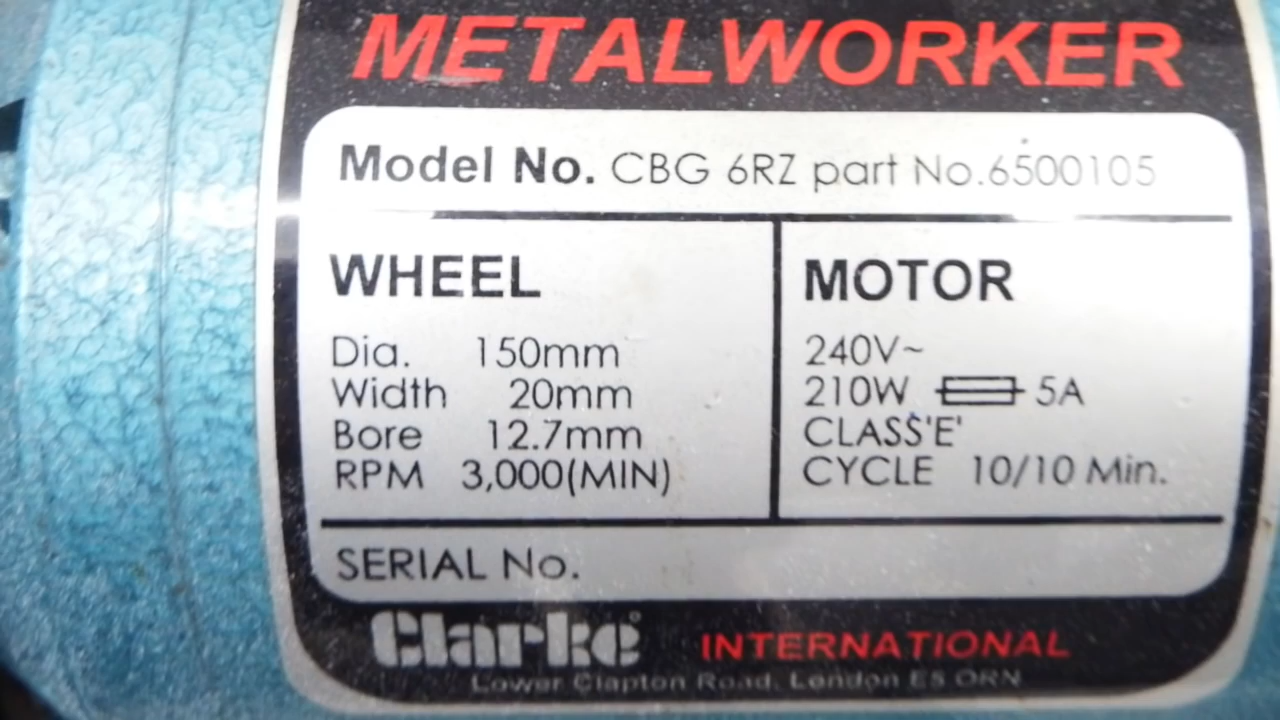 METALWORKER
Model No. CBG 6RZ part No.6500105
WHEEL
Dia. 150mm
Width 20mm
Bore 12.7mm
RPM 3,000(MIN)
MOTOR
240V~
210W 5A
CLASS'E'
CYCLE 10/10 Min.
SERIAL No.
Clarke INTERNATIONAL
Lower Clapton Road, London E5 ORN